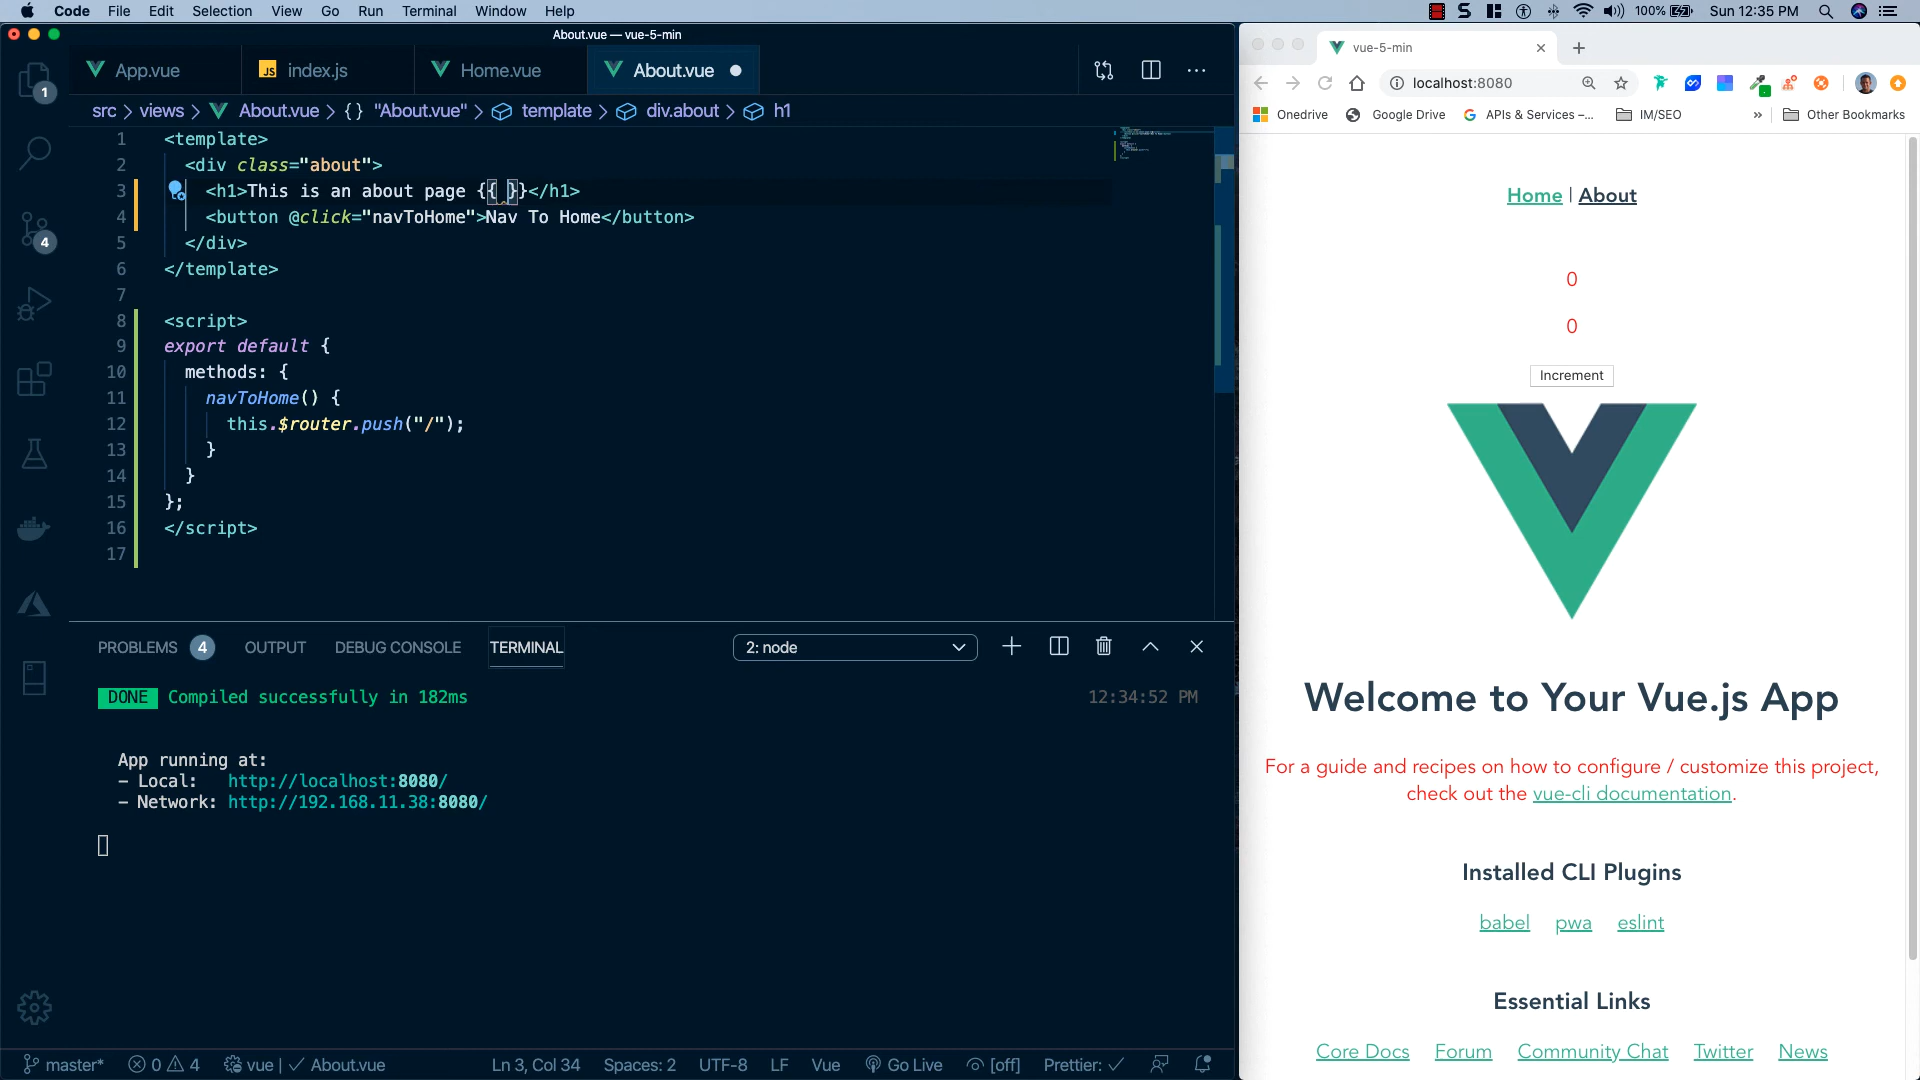 Code File Edit Selection View Go Run Terminal Window Help
100% Sun 12:35 PM
About.vue — vue-5-min
App.vue index.js Home.vue About.vue
src > views > About.vue > {} "About.vue" > template > div.about > h1
1 <template>
2 <div class="about">
3 <h1>This is an about page {{ }}</h1>
4 <button @click="navToHome">Nav To Home</button>
5 </div>
6 </template>
7
8 <script>
9 export default {
10 methods: {
11 navToHome() {
12 this.$router.push("/");
13 }
14 }
15 };
16 </script>
17
1
4
PROBLEMS 4 OUTPUT DEBUG CONSOLE TERMINAL 2: node
DONE Compiled successfully in 182ms 12:34:52 PM
App running at:
- Local: http://localhost:8080/
- Network: http://192.168.11.38:8080/
master* 0 4 vue | ✓ About.vue Ln 3, Col 34 Spaces: 2 UTF-8 LF Vue Go Live [off] Prettier: ✓
vue-5-min
localhost:8080
Onedrive Google Drive APIs & Services –... IM/SEO » Other Bookmarks
Home | About
0
0
Increment
Welcome to Your Vue.js App
For a guide and recipes on how to configure / customize this project,
check out the vue-cli documentation.
Installed CLI Plugins
babel pwa eslint
Essential Links
Core Docs Forum Community Chat Twitter News